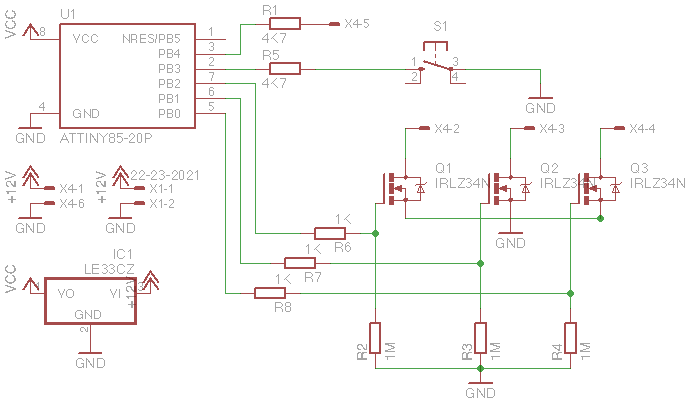 VCC
U1
8
VCC
NRES/PB5
1
PB4
3
PB3
2
PB2
7
PB1
6
4
GND
PB0
5
GND
ATTINY85-20P
R1
4K7
X4-5
R5
4K7
S1
1
3
2
4
GND
X4-2
X4-3
X4-4
Q1
IRLZ34N
Q2
IRLZ34N
Q3
IRLZ34N
GND
+12V
X4-1
X4-6
GND
+12V
22-23-2021
X1-1
X1-2
GND
1K
R6
1K
R7
1K
R8
IC1
LE33CZ
VCC
1
VO
VI
3
+12V
GND
2
GND
R2
1M
R3
1M
R4
1M
GND